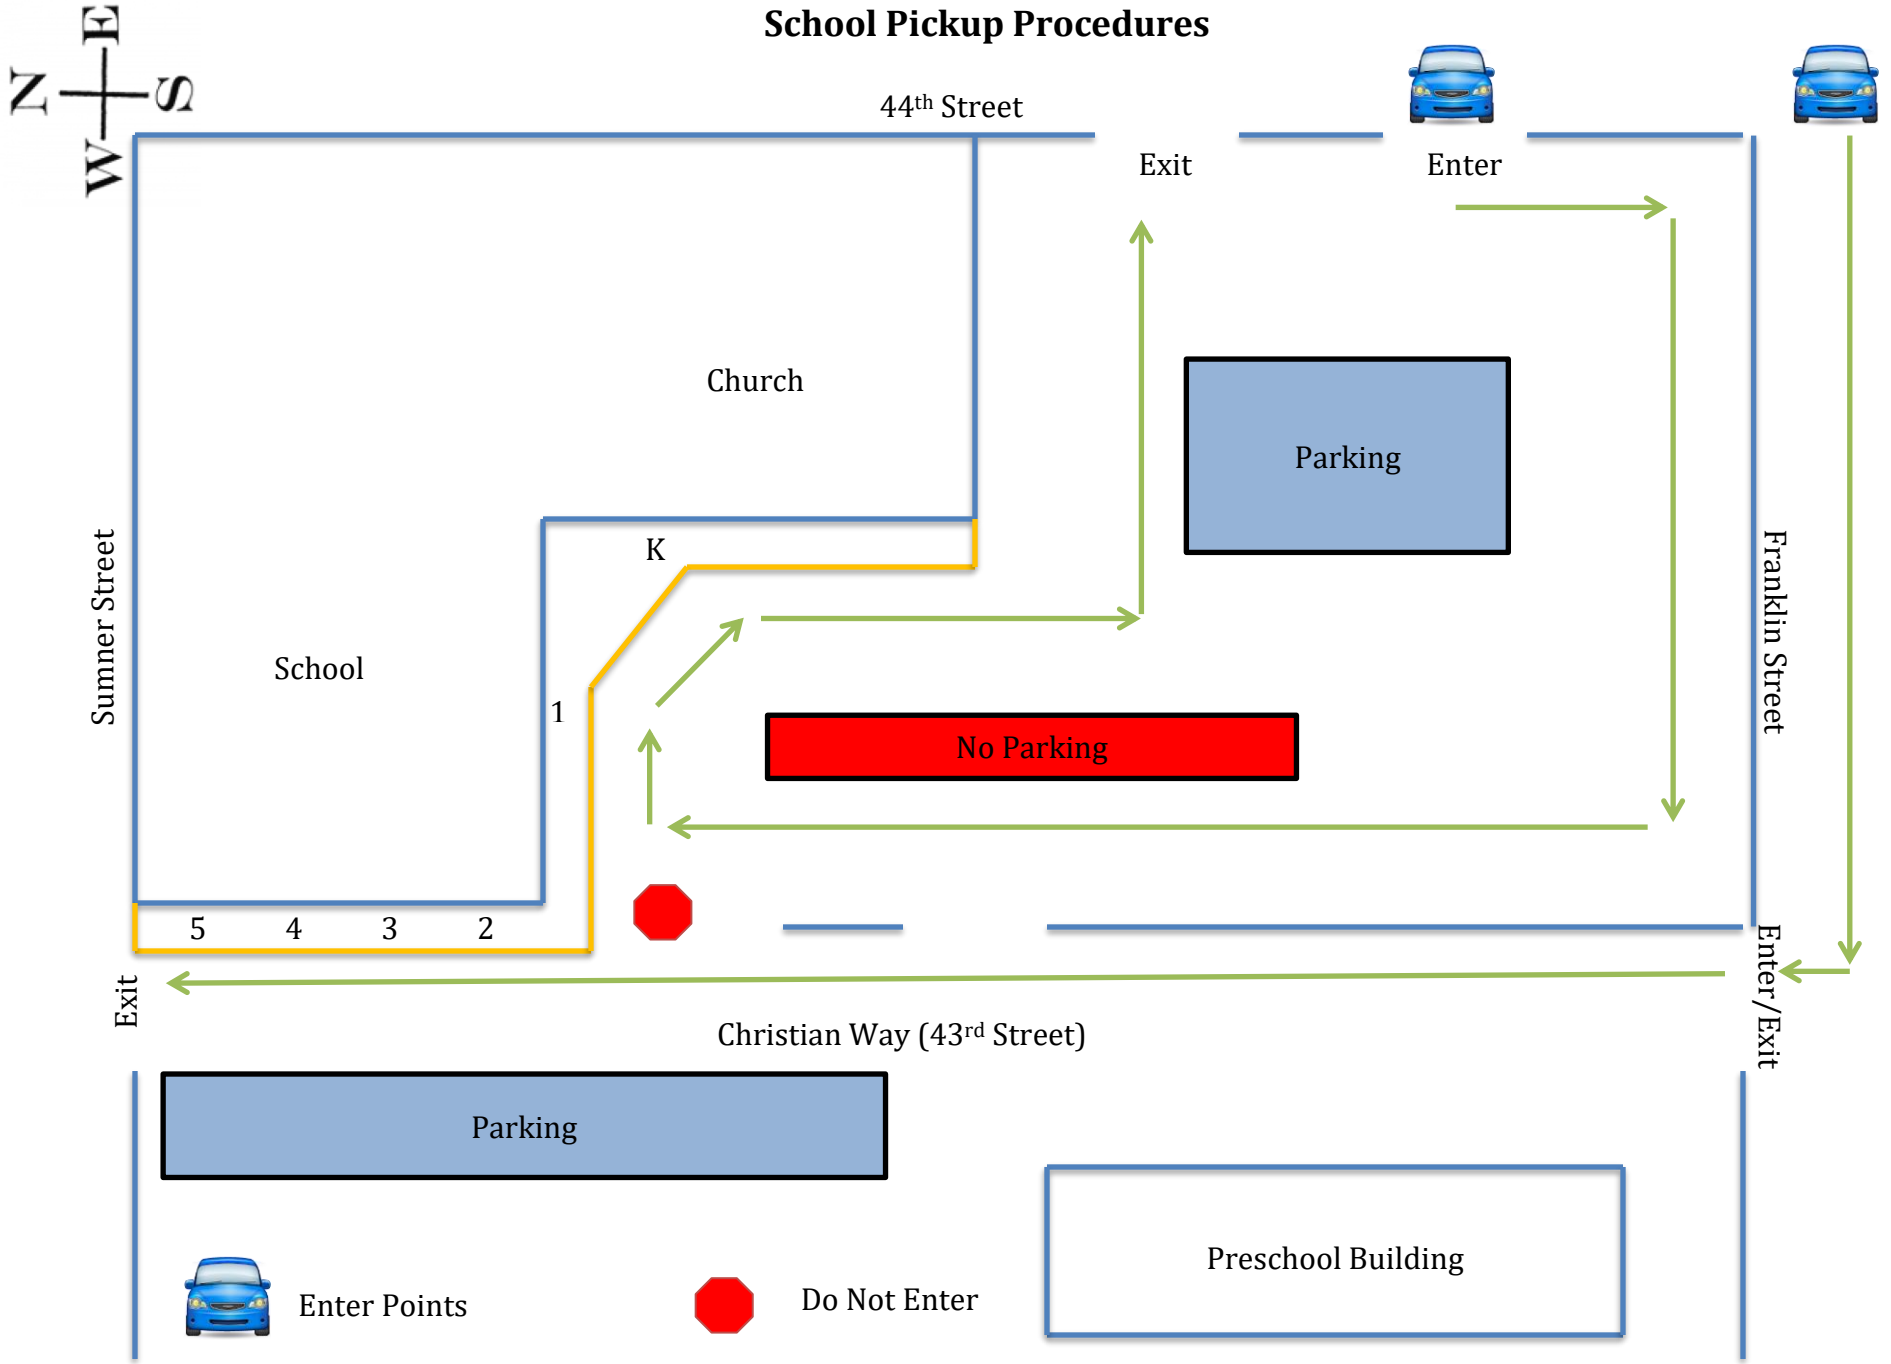 School Pickup Procedures
E
N
S
W
44th Street
Exit
Enter
Church
Parking
K
Sumner Street
Franklin Street
School
1
No Parking
5 4 3 2
Exit
Enter/Exit
Christian Way (43rd Street)
Parking
Preschool Building
Enter Points
Do Not Enter